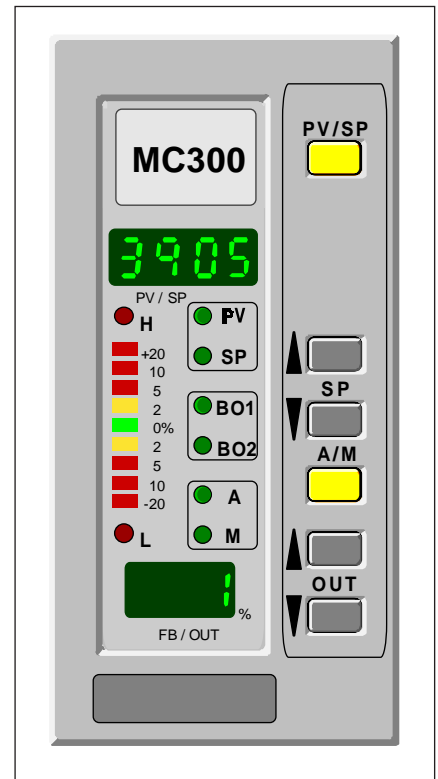 MC300
3905
PV / SP
H
+20
10
5
2
0%
2
5
10
-20
L
PV
SP
BO1
BO2
A
M
1
%
FB / OUT
PV/SP
SP
A/M
OUT